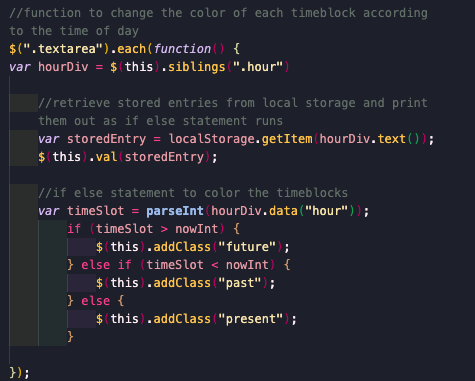 //function to change the color of each timeblock according
to the time of day
$(".textarea").each(function() {
var hourDiv = $(this).siblings(".hour")
//retrieve stored entries from local storage and print
them out as if else statement runs
var storedEntry = localStorage.getItem(hourDiv.text());
$(this).val(storedEntry);
//if else statement to color the timeblocks
var timeSlot = parseInt(hourDiv.data("hour"));
if (timeSlot > nowInt) {
$(this).addClass("future");
} else if (timeSlot < nowInt) {
$(this).addClass("past");
} else {
$(this).addClass("present");
}
});